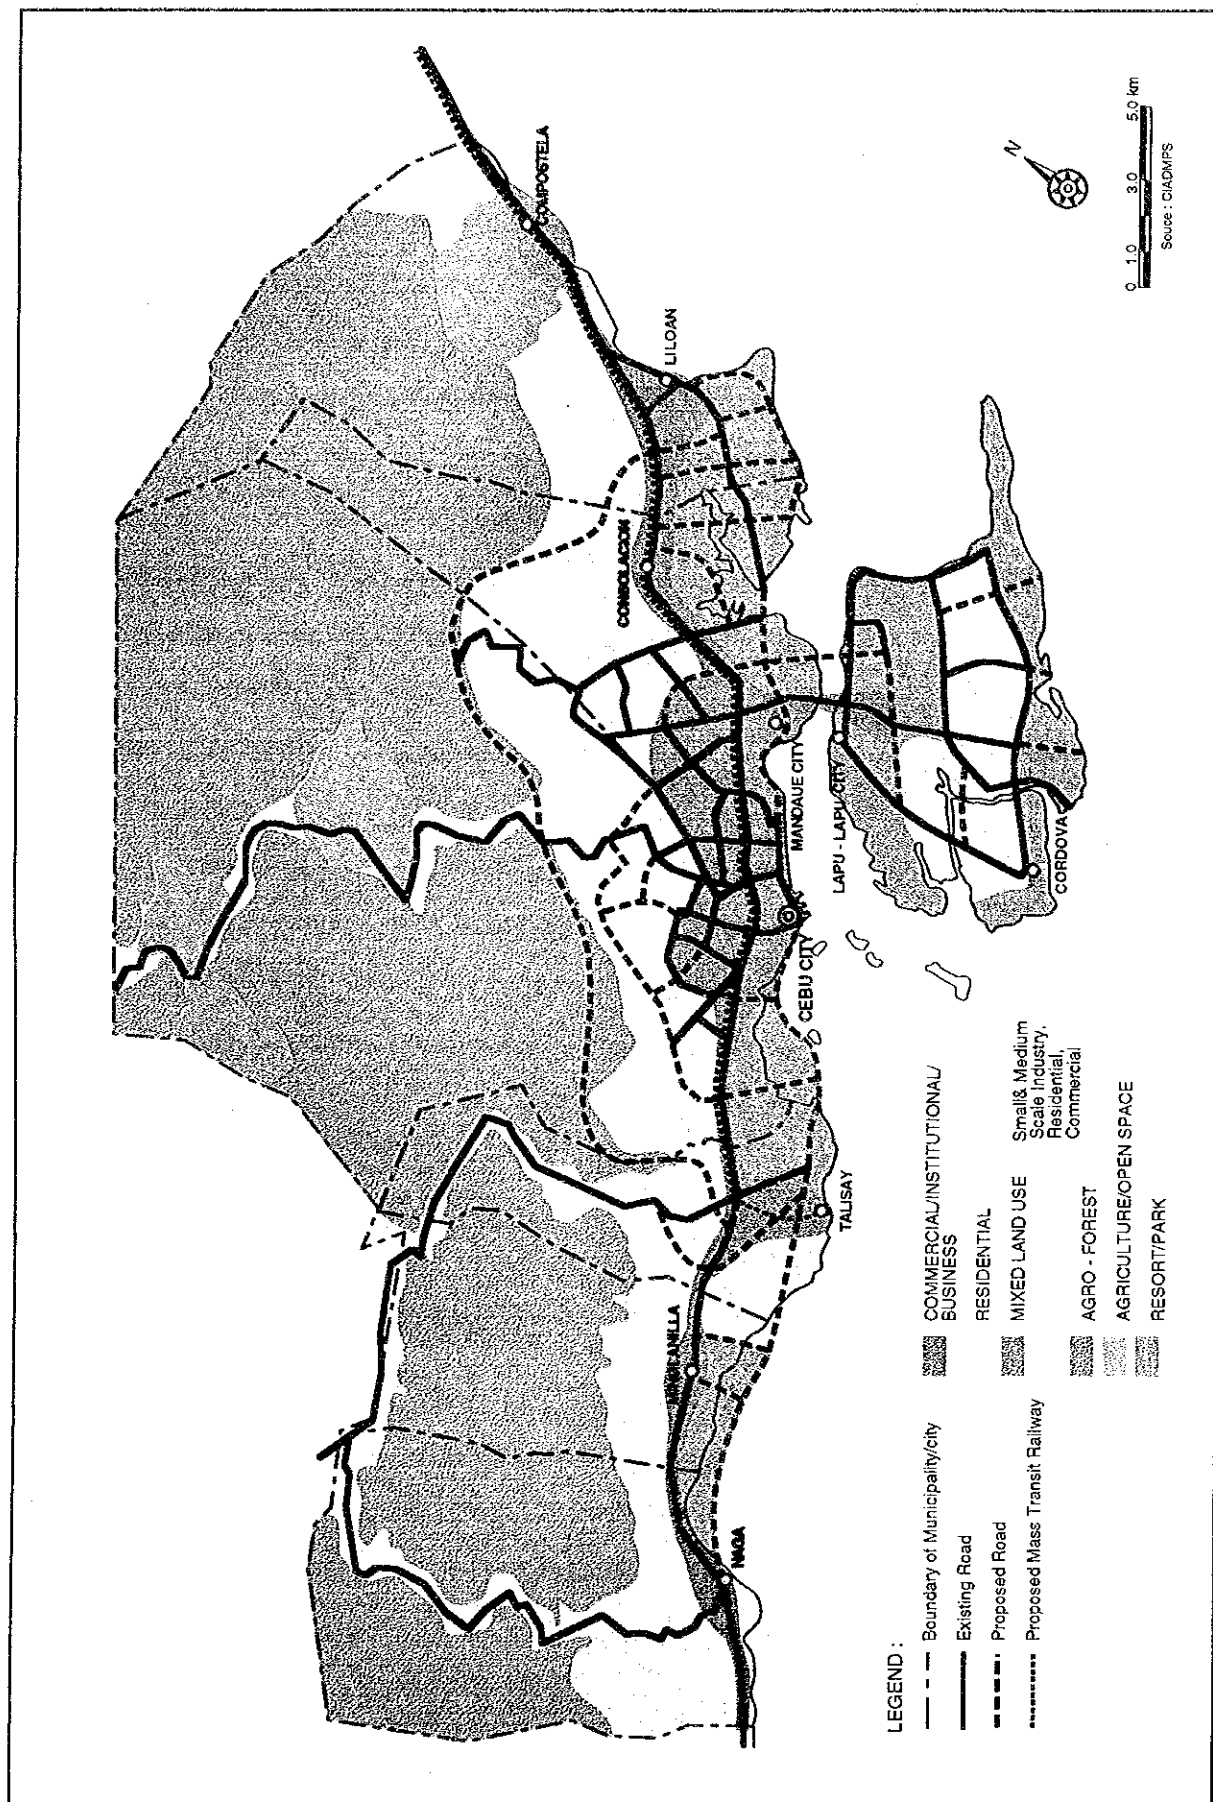 COMPOSTELA
LILOAN
CONSOLACION
MANDAUE CITY
LAPU - LAPU CITY
CORDOVA
CEBU CITY
TALISAY
MINGLANILLA
NAGA
N
0 1.0 3.0 5.0 km
Souce : CIADMPS
LEGEND :
Boundary of Municipality/city
Existing Road
Proposed Road
Proposed Mass Transit Railway
COMMERCIAL/INSTITUTIONAL/
BUSINESS
RESIDENTIAL
MIXED LAND USE
Small& Medium
Scale Industry,
Residential,
Commercial
AGRO - FOREST
AGRICULTURE/OPEN SPACE
RESORT/PARK